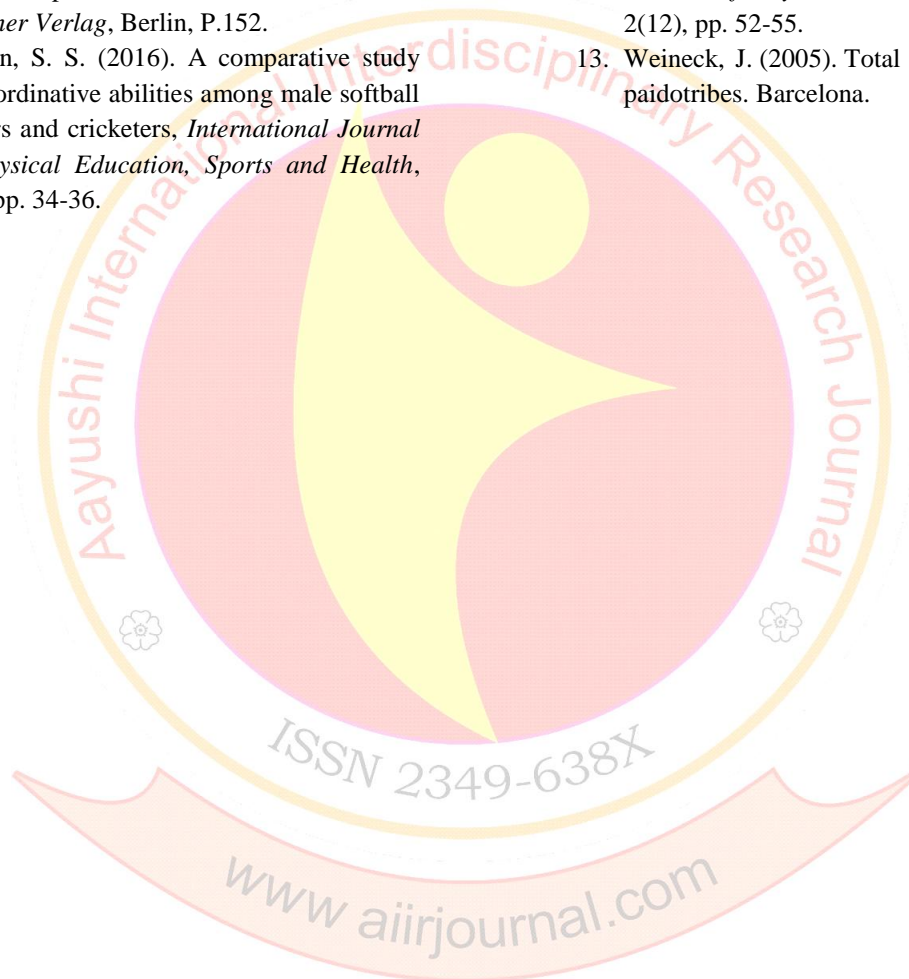 ner Verlag, Berlin, P.152.
n, S. S. (2016). A comparative study
ordinative abilities among male softball
rs and cricketers, International Journal
ysical Education, Sports and Health,
pp. 34-36.
2(12), pp. 52-55.
13. Weineck, J. (2005). Total
paidotribes. Barcelona.
Aayushi International Interdisciplinary Research Journal
ISSN 2349-638X
www aiirjournal.com